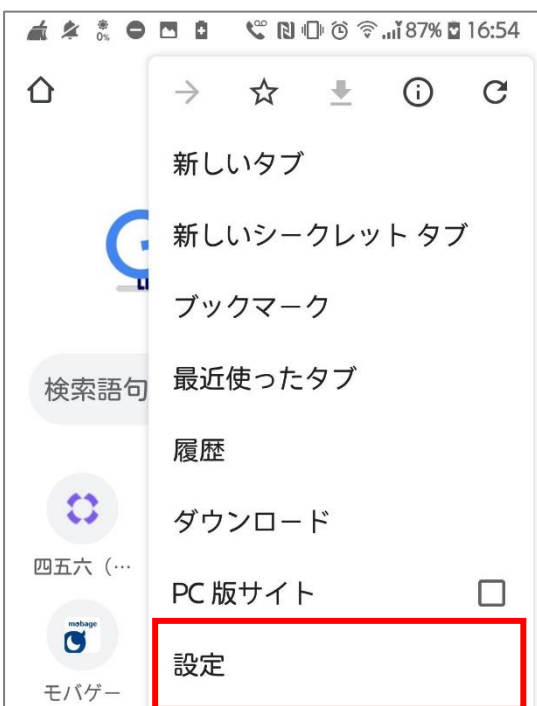 0%
87% 16:54
新しいタブ
新しいシークレット タブ
ブックマーク
検索語句
最近使ったタブ
履歴
ダウンロード
四五六（…
PC 版サイト
mobage
モバゲー
設定